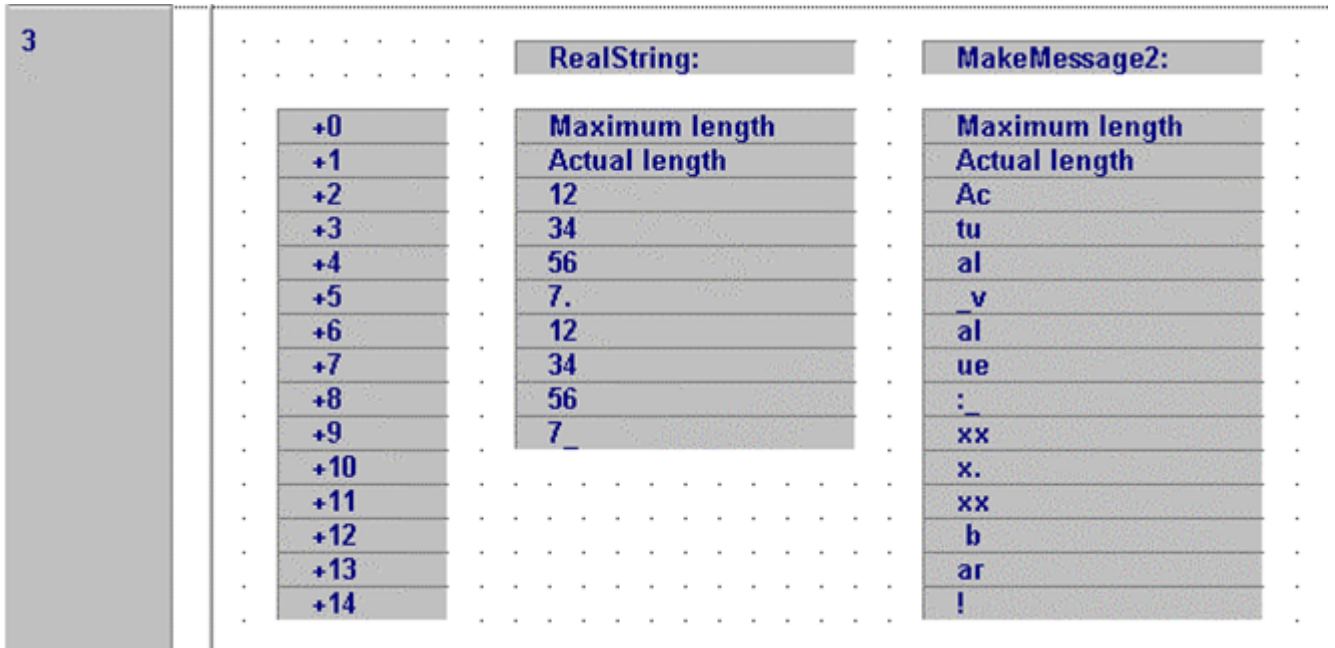 3 RealString: MakeMessage2:
+0 Maximum length Maximum length
+1 Actual length Actual length
+2 12 Ac
+3 34 tu
+4 56 al
+5 7. _v
+6 12 al
+7 34 ue
+8 56 :_
+9 7_ xx
+10 x.
+11 xx
+12 b
+13 ar
+14 !